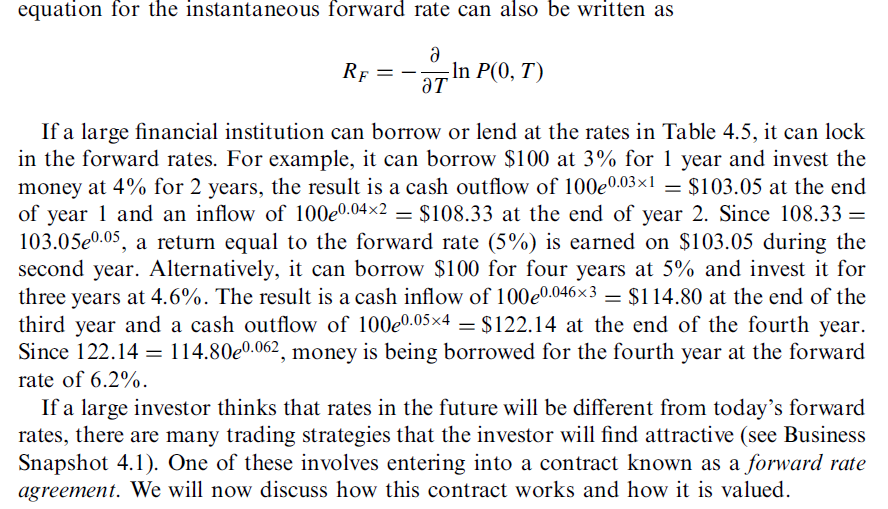 equation for the instantaneous forward rate can also be written as
R_F = −∂/∂T ln P(0, T)
If a large financial institution can borrow or lend at the rates in Table 4.5, it can lock
in the forward rates. For example, it can borrow $100 at 3% for 1 year and invest the
money at 4% for 2 years, the result is a cash outflow of 100e^{0.03×1} = $103.05 at the end
of year 1 and an inflow of 100e^{0.04×2} = $108.33 at the end of year 2. Since 108.33 =
103.05e^{0.05}, a return equal to the forward rate (5%) is earned on $103.05 during the
second year. Alternatively, it can borrow $100 for four years at 5% and invest it for
three years at 4.6%. The result is a cash inflow of 100e^{0.046×3} = $114.80 at the end of the
third year and a cash outflow of 100e^{0.05×4} = $122.14 at the end of the fourth year.
Since 122.14 = 114.80e^{0.062}, money is being borrowed for the fourth year at the forward
rate of 6.2%.
If a large investor thinks that rates in the future will be different from today's forward
rates, there are many trading strategies that the investor will find attractive (see Business
Snapshot 4.1). One of these involves entering into a contract known as a forward rate
agreement. We will now discuss how this contract works and how it is valued.